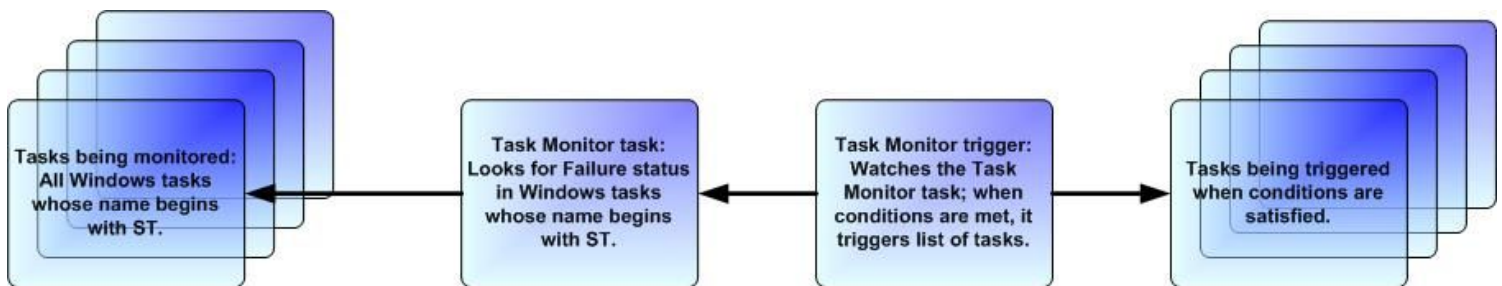 Tasks being monitored:
All Windows tasks
whose name begins
with ST.
Task Monitor task:
Looks for Failure status
in Windows tasks
whose name begins
with ST.
Task Monitor trigger:
Watches the Task
Monitor task; when
conditions are met, it
triggers list of tasks.
Tasks being triggered
when conditions are
satisfied.